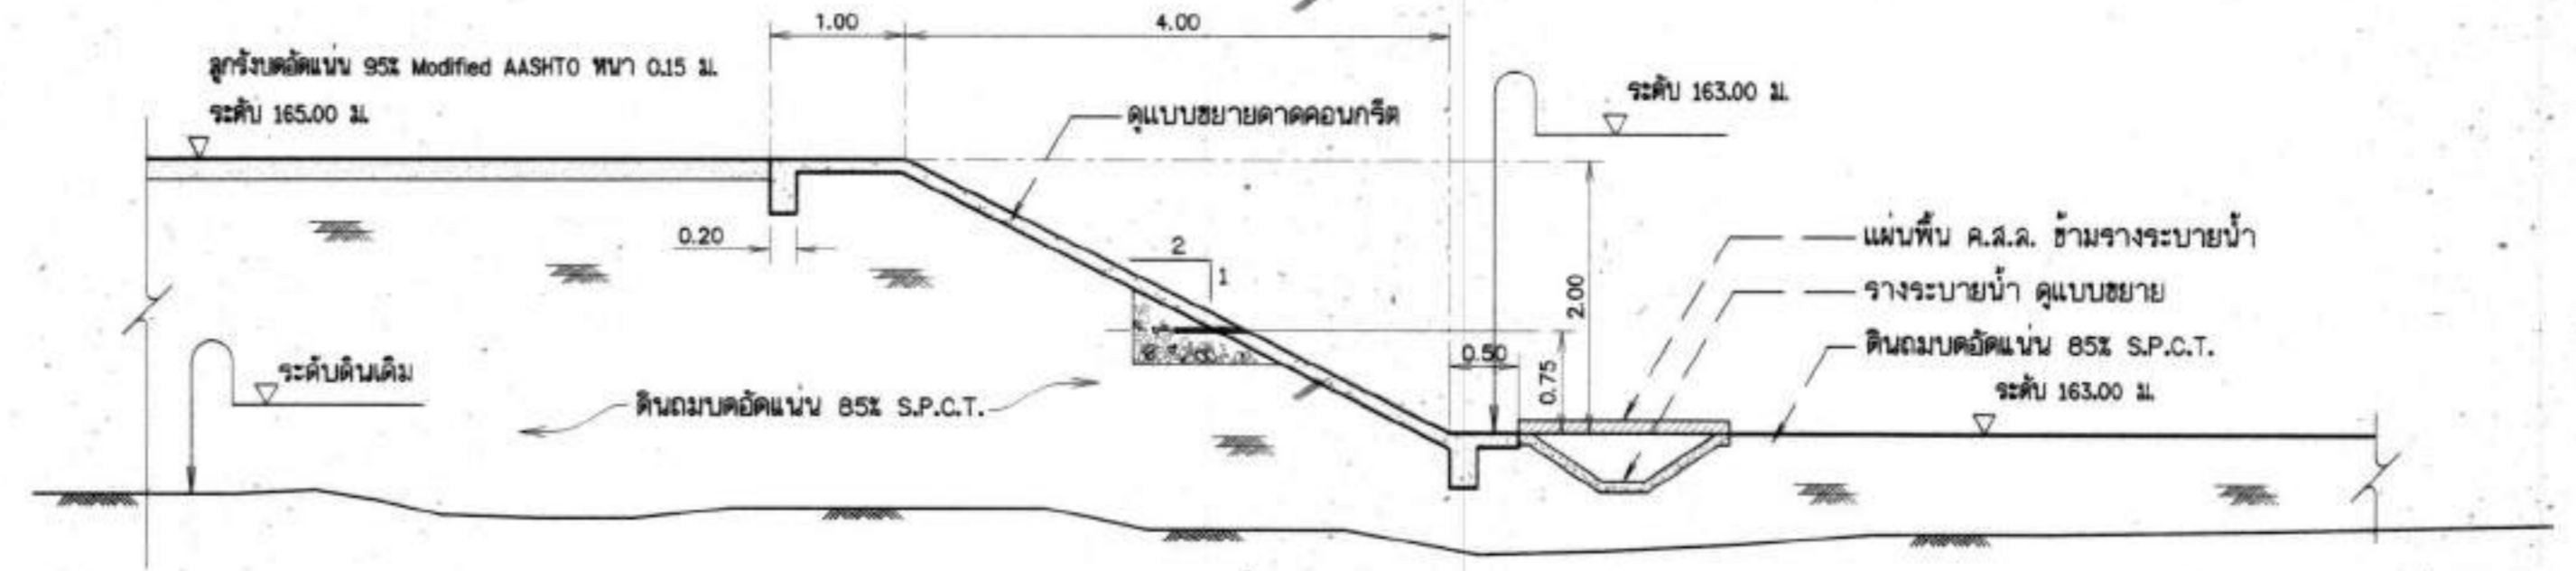 1.00
4.00
ลูกรังบดอัดแน่น 95% Modified AASHTO หนา 0.15 ม.
ระดับ 165.00 ม.
ดูแบบขยายดาดคอนกรีต
ระดับ 163.00 ม.
0.20
2
1
2.00
แผ่นพื้น ค.ส.ล. ข้ามรางระบายน้ำ
รางระบายน้ำ ดูแบบขยาย
ดินถมบดอัดแน่น 85% S.P.C.T.
ระดับ 163.00 ม.
0.50
0.75
ระดับดินเดิม
ดินถมบดอัดแน่น 85% S.P.C.T.